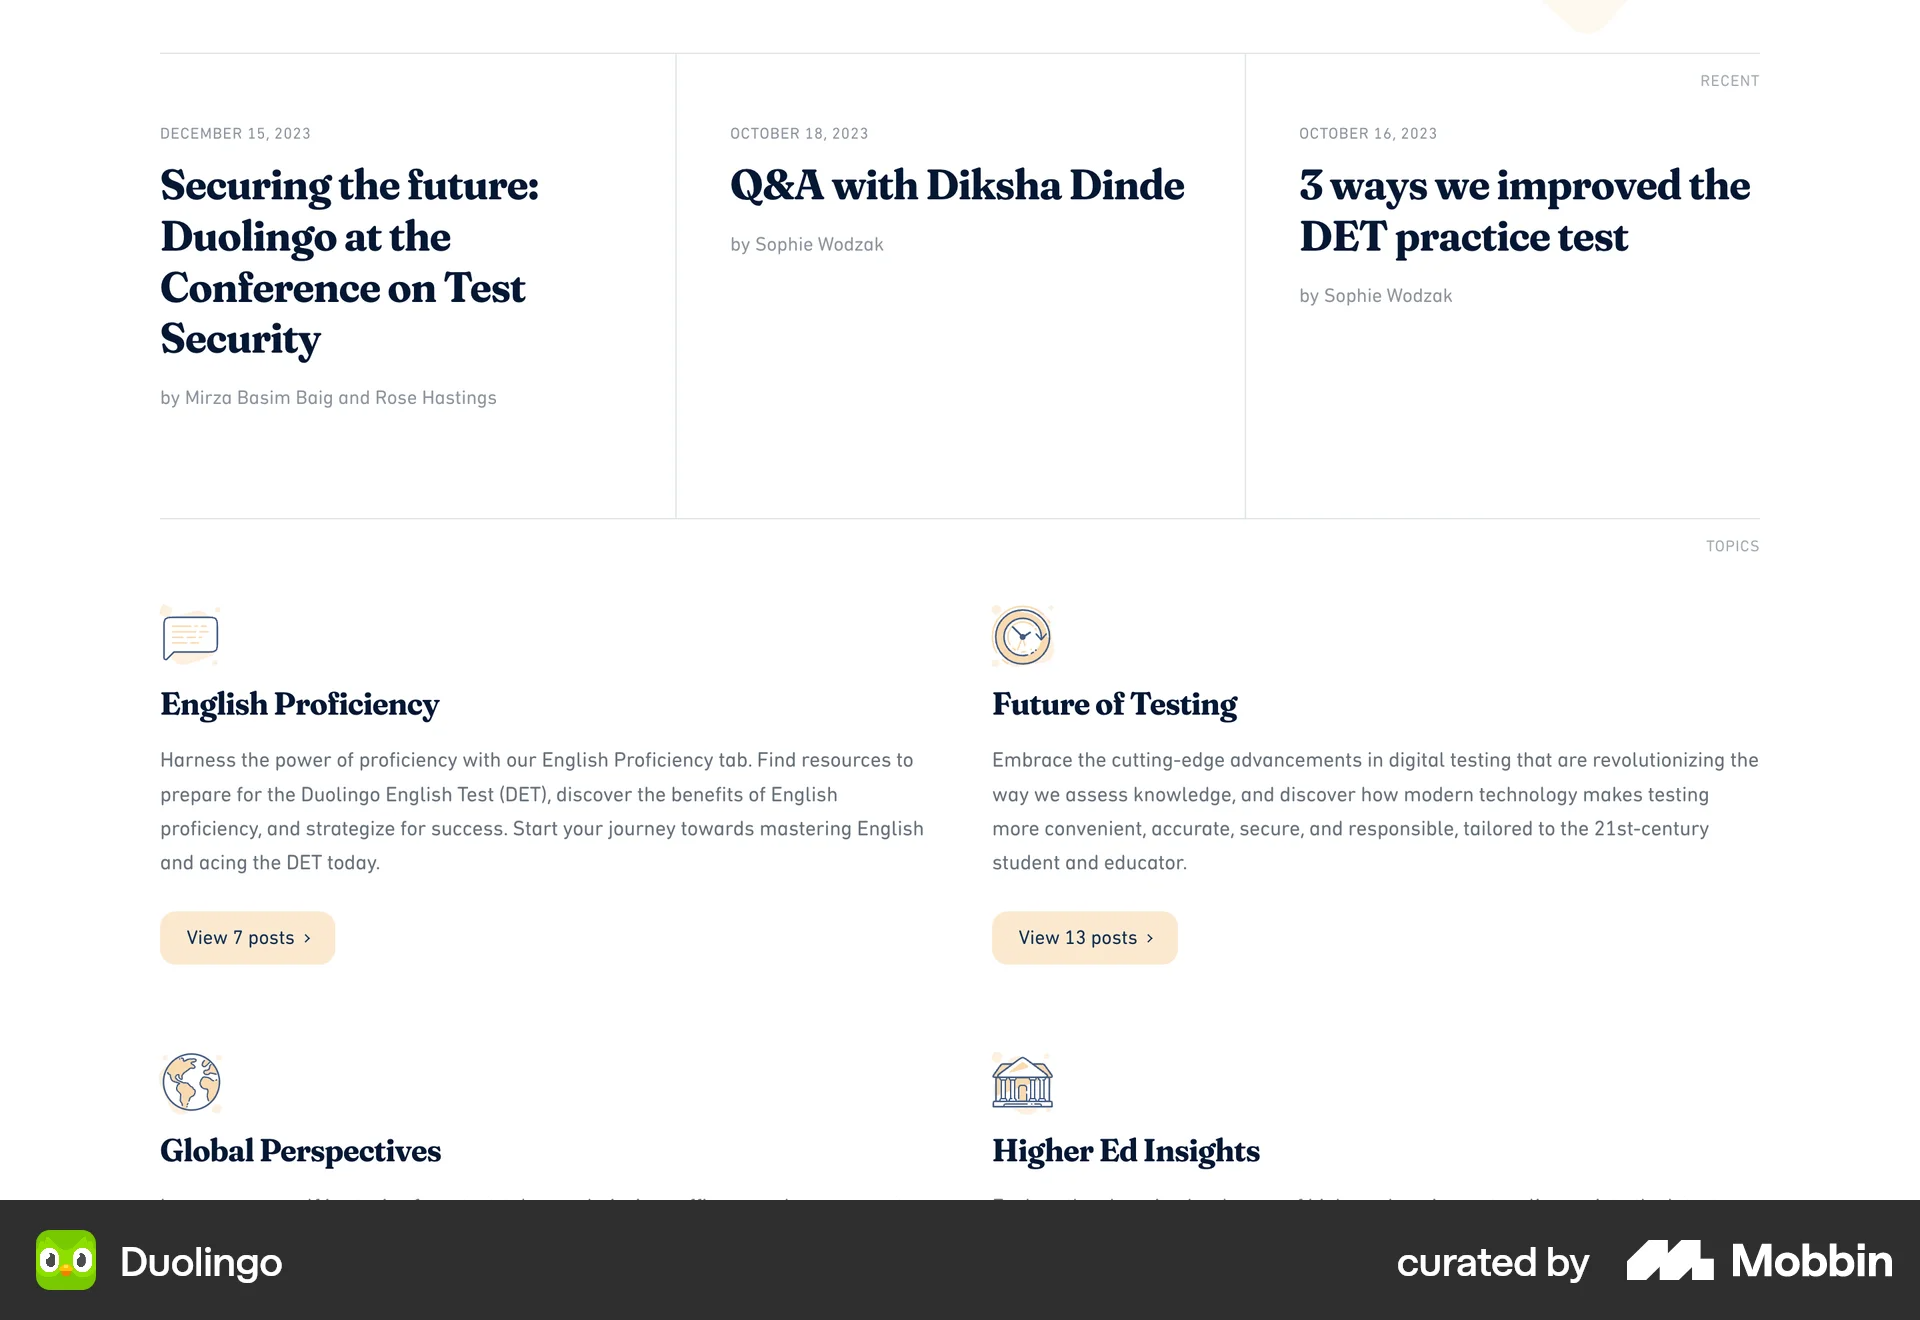 RECENT
DECEMBER 15, 2023
Securing the future:
Duolingo at the
Conference on Test
Security
by Mirza Basim Baig and Rose Hastings
OCTOBER 18, 2023
Q&A with Diksha Dinde
by Sophie Wodzak
OCTOBER 16, 2023
3 ways we improved the
DET practice test
by Sophie Wodzak
TOPICS
English Proficiency
Harness the power of proficiency with our English Proficiency tab. Find resources to
prepare for the Duolingo English Test (DET), discover the benefits of English
proficiency, and strategize for success. Start your journey towards mastering English
and acing the DET today.
View 7 posts ›
Future of Testing
Embrace the cutting-edge advancements in digital testing that are revolutionizing the
way we assess knowledge, and discover how modern technology makes testing
more convenient, accurate, secure, and responsible, tailored to the 21st-century
student and educator.
View 13 posts ›
Global Perspectives
Higher Ed Insights
Duolingo
curated by Mobbin